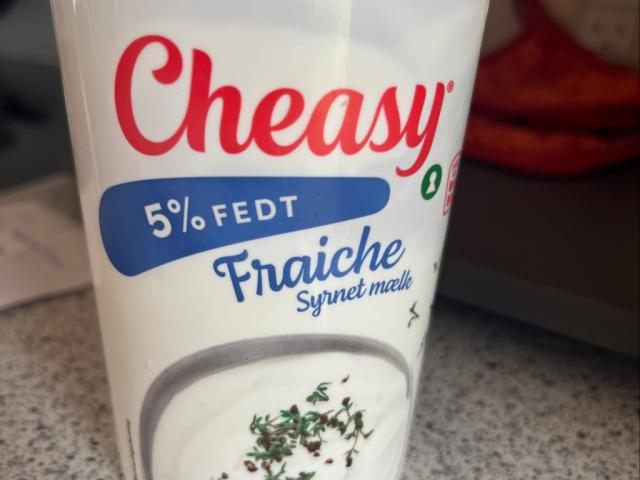 Cheasy®
5% FEDT
Fraiche
Syrnet mælk